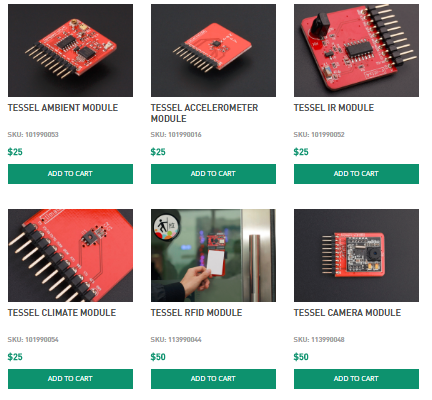 TESSEL AMBIENT MODULE
SKU: 101990053
$25
ADD TO CART
TESSEL ACCELEROMETER
MODULE
SKU: 101990016
$25
ADD TO CART
TESSEL IR MODULE
SKU: 101990052
$25
ADD TO CART
TESSEL CLIMATE MODULE
SKU: 101990054
$25
ADD TO CART
TESSEL RFID MODULE
SKU: 113990044
$50
ADD TO CART
TESSEL CAMERA MODULE
SKU: 113990048
$50
ADD TO CART